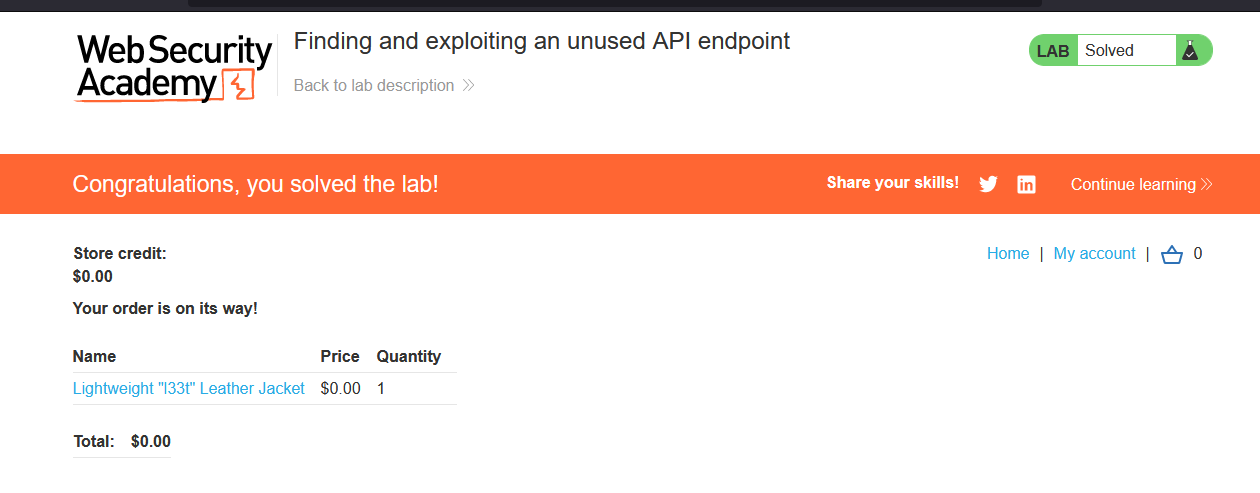 Web Security
Academy
Finding and exploiting an unused API endpoint
Back to lab description
LAB Solved
Congratulations, you solved the lab!
Share your skills! in Continue learning
Store credit:
$0.00
Home | My account | 0
Your order is on its way!
Name Price Quantity
Lightweight "l33t" Leather Jacket $0.00 1
Total: $0.00